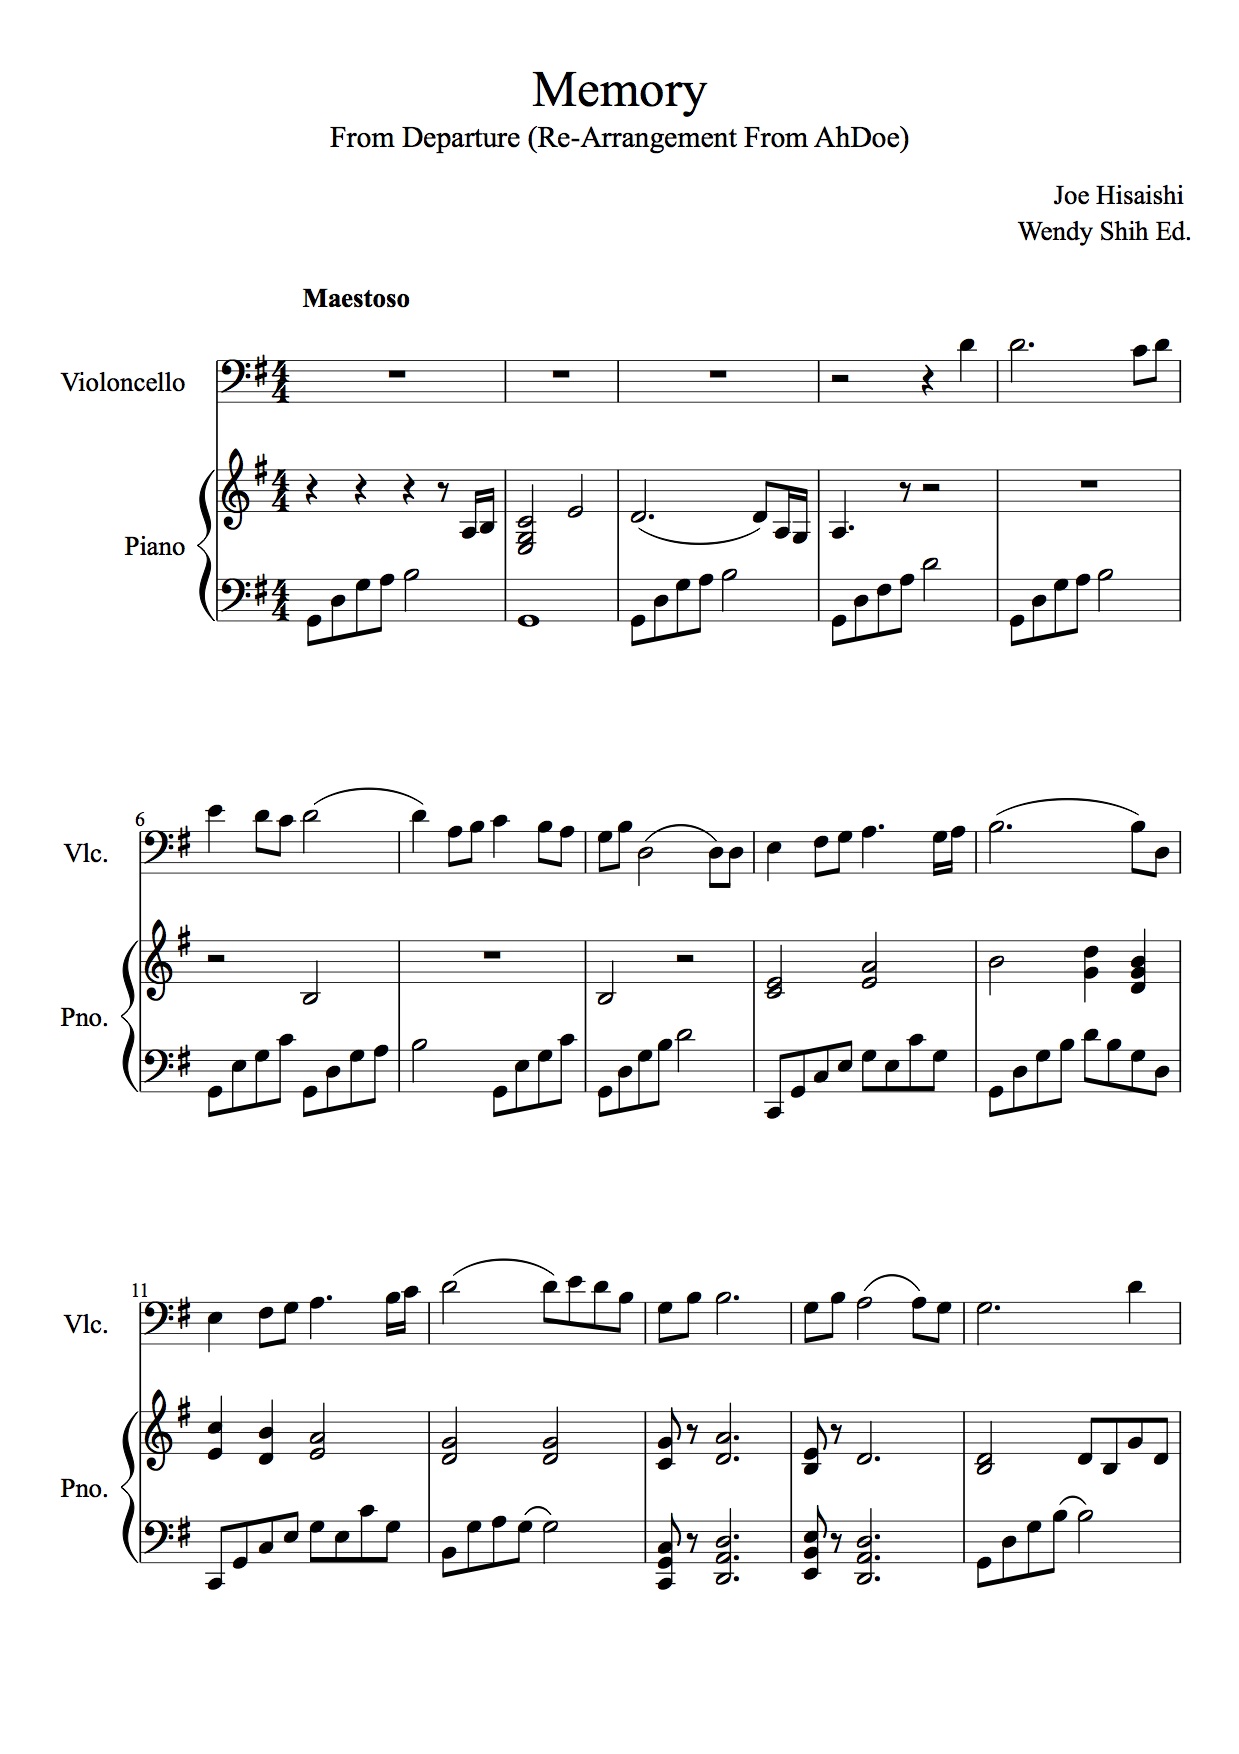 Memory
From Departure (Re-Arrangement From AhDoe)
Joe Hisaishi
Wendy Shih Ed.
Maestoso
Violoncello
Piano
6
Vlc.
Pno.
11
Vlc.
Pno.